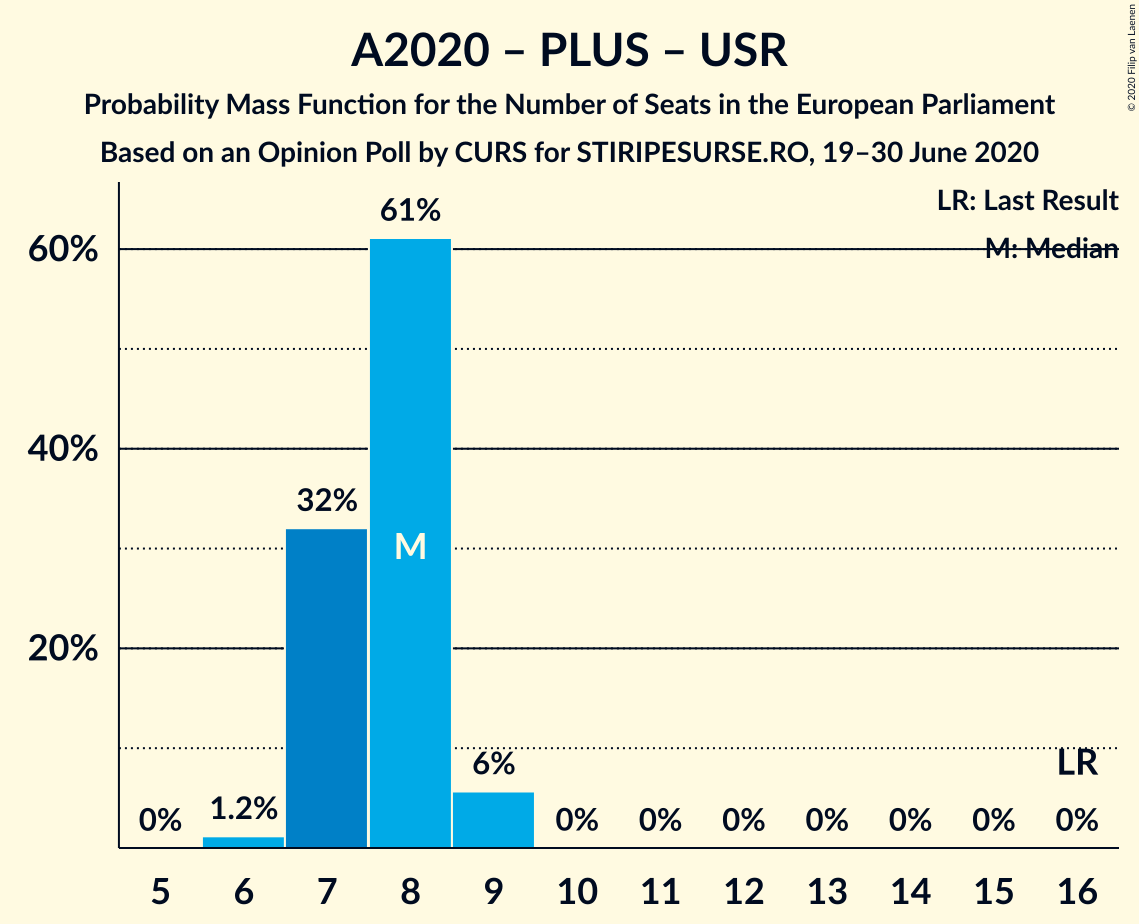 A2020 – PLUS – USR
Probability Mass Function for the Number of Seats in the European Parliament
Based on an Opinion Poll by CURS for STIRIPESURSE.RO, 19–30 June 2020
© 2020 Filip van Laenen
LR: Last Result
M: Median
60%
40%
20%
0%
1.2%
32%
61%
M
6%
0%
0%
0%
0%
0%
0%
LR
0%
5 6 7 8 9 10 11 12 13 14 15 16